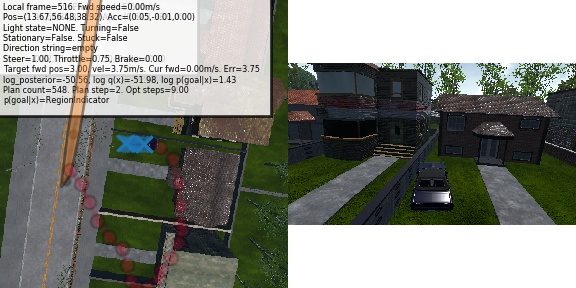 Local frame=516. Fwd speed=0.00m/s
Pos=(13.67,56.48,38.32). Acc=(0.05,-0.01,0.00)
Light state=NONE. Turning=False
Stationary=False. Stuck=False
Direction string=empty
Steer=1.00, Throttle=0.75, Brake=0.00
Target fwd pos=3.00, vel=3.75m/s. Cur fwd=0.00m/s. Err=3.75
log_posterior=-50.56, log q(x)=-51.98, log p(goal|x)=1.43
Plan count=548. Plan step=2. Opt steps=9.00
p(goal|x)=RegionIndicator